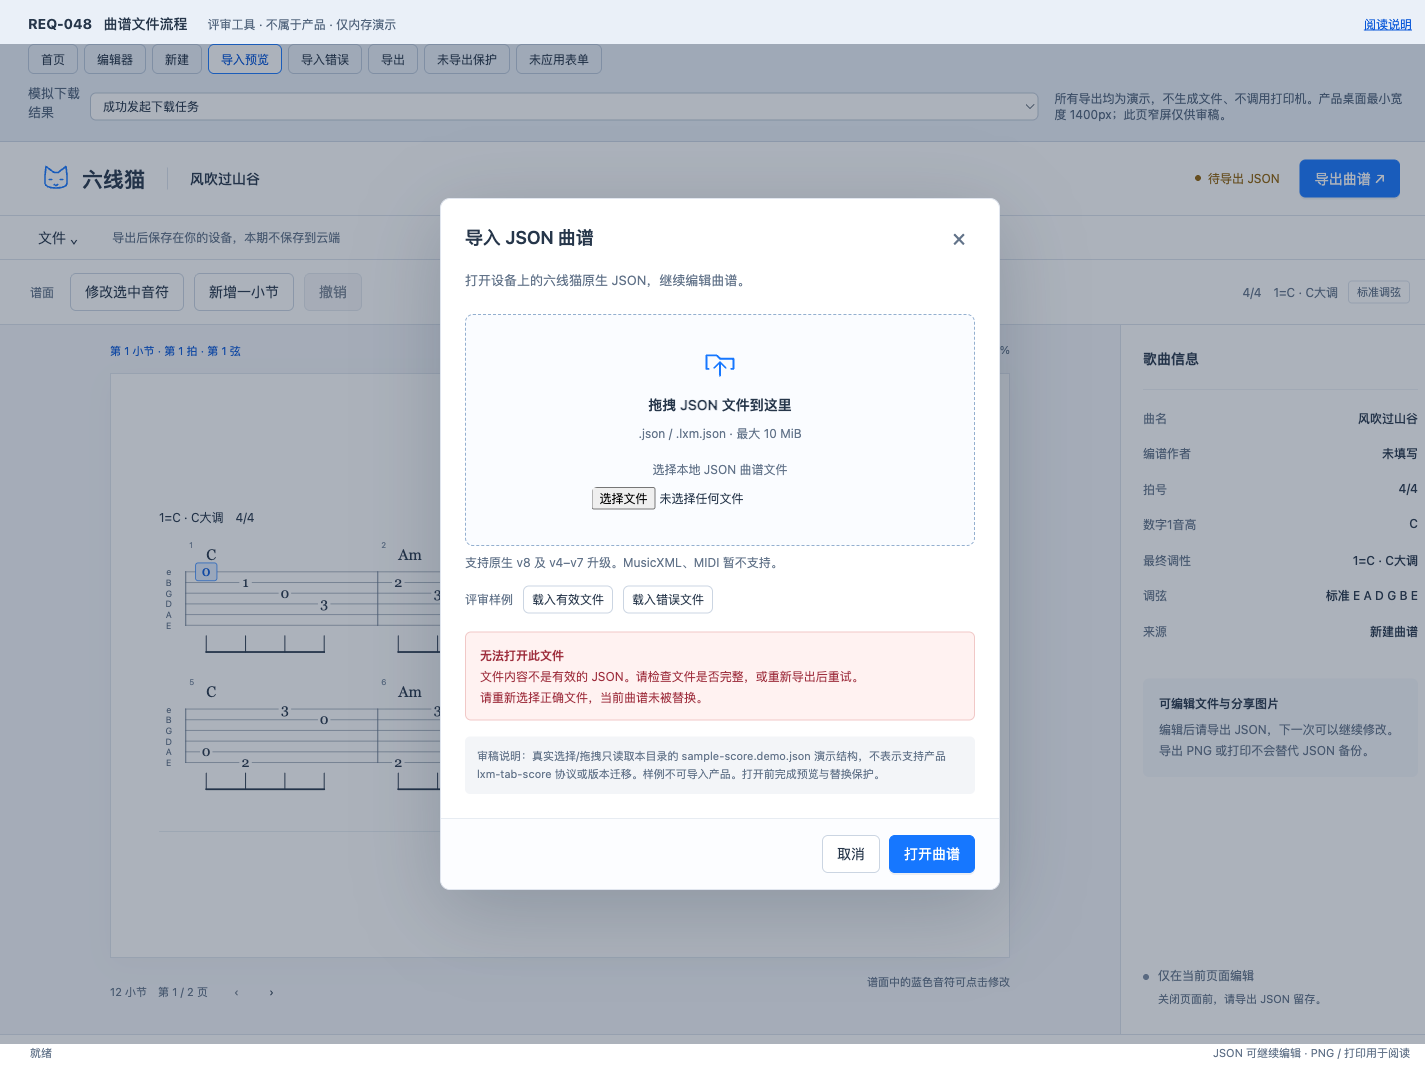 REQ-048 曲谱文件流程 评审工具 · 不属于产品 · 仅内存演示 阅读说明
首页 编辑器 新建 导入预览 导入错误 导出 未导出保护 未应用表单
模拟下载
结果
成功发起下载任务
所有导出均为演示，不生成文件、不调用打印机。产品桌面最小宽
度 1400px；此页窄屏仅供审稿。
六线猫 风吹过山谷 待导出 JSON 导出曲谱 ↗
文件 导出后保存在你的设备，本期不保存到云端
谱面 修改选中音符 新增一小节 撤销 4/4 1=C · C大调 标准调弦
第 1 小节 · 第 1 拍 · 第 1 弦 %
1=C · C大调 4/4
1 2
C Am
e 0
B 1 2
G 0 3
D 3
A
E
5 6
C Am
e 3 3
B 0
G
D
A 0
E 2 2
12 小节 第 1 / 2 页 ‹ ›
谱面中的蓝色音符可点击修改
导入 JSON 曲谱
打开设备上的六线猫原生 JSON，继续编辑曲谱。
拖拽 JSON 文件到这里
.json / .lxm.json · 最大 10 MiB
选择本地 JSON 曲谱文件
选择文件 未选择任何文件
支持原生 v8 及 v4–v7 升级。MusicXML、MIDI 暂不支持。
评审样例 载入有效文件 载入错误文件
无法打开此文件
文件内容不是有效的 JSON。请检查文件是否完整，或重新导出后重试。
请重新选择正确文件，当前曲谱未被替换。
审稿说明：真实选择/拖拽只读取本目录的 sample-score.demo.json 演示结构，不表示支持产品
lxm-tab-score 协议或版本迁移。样例不可导入产品。打开前完成预览与替换保护。
取消 打开曲谱
歌曲信息
曲名 风吹过山谷
编谱作者 未填写
拍号 4/4
数字1音高 C
最终调性 1=C · C大调
调弦 标准 E A D G B E
来源 新建曲谱
可编辑文件与分享图片
编辑后请导出 JSON，下一次可以继续修改。
导出 PNG 或打印不会替代 JSON 备份。
仅在当前页面编辑
关闭页面前，请导出 JSON 留存。
就绪 JSON 可继续编辑 · PNG / 打印用于阅读